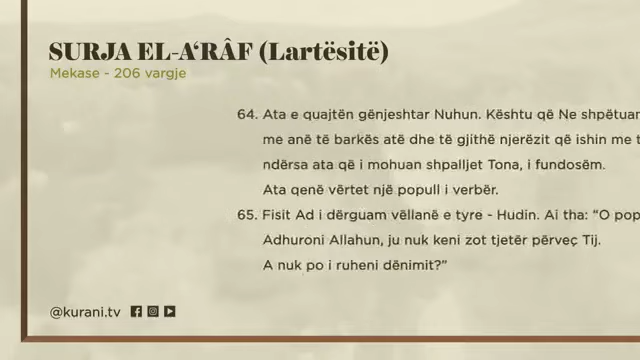 SURJA EL-A‘RÂF (Lartësitë)
Mekase - 206 vargje
64. Ata e quajtën gënjeshtar Nuhun. Kështu që Ne shpëtuam
me anë të barkës atë dhe të gjithë njerëzit që ishin me
ndërsa ata që i mohuan shpalljet Tona, i fundosëm.
Ata qenë vërtet një popull i verbër.
65. Fisit Ad i dërguam vëllanë e tyre - Hudin. Ai tha: “O
Adhuroni Allahun, ju nuk keni zot tjetër përveç Tij.
A nuk po i ruheni dënimit?”
@kurani.tv